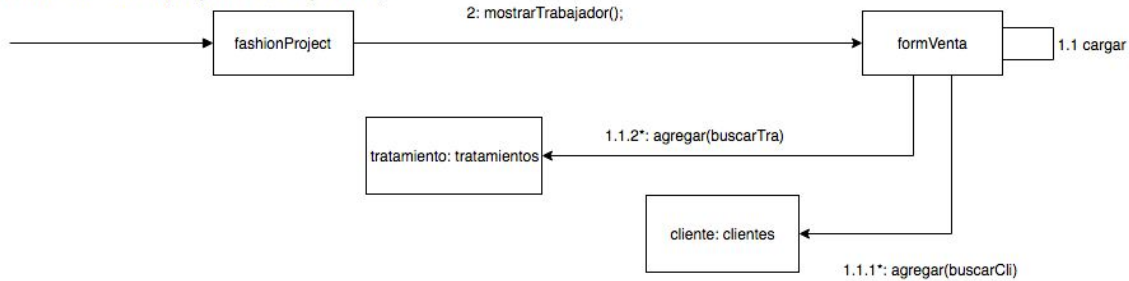 2: mostrarTrabajador();
fashionProject
formVenta
1.1 cargar
1.1.2*: agregar(buscarTra)
tratamiento: tratamientos
cliente: clientes
1.1.1*: agregar(buscarCli)